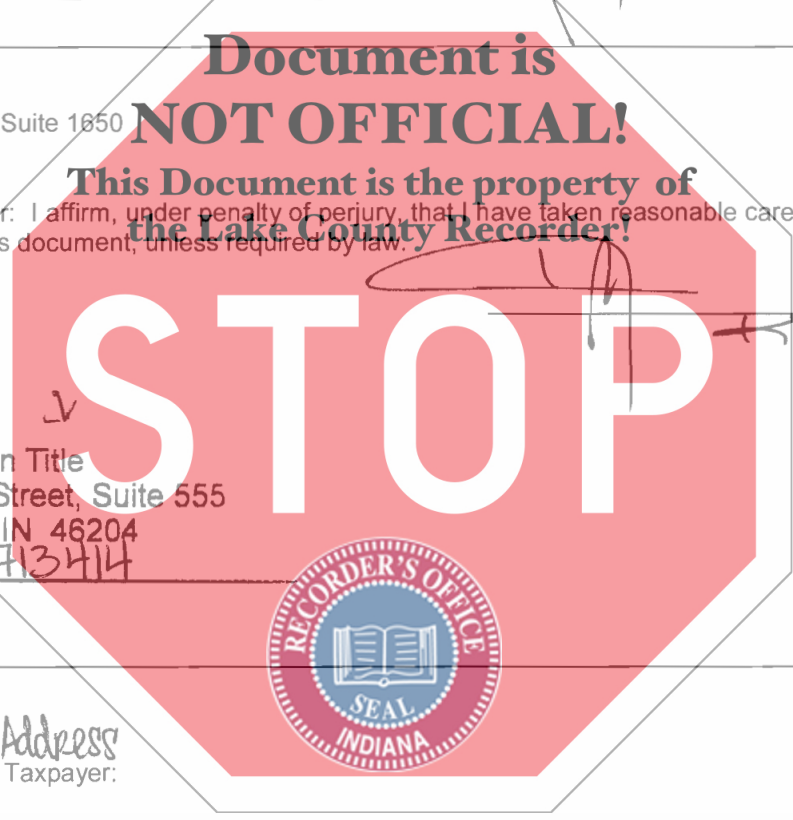 Document is
Suite 1650
NOT OFFICIAL!
This Document is the property of
r: I affirm, under penalty of perjury, that I have taken reasonable care
the Lake County Recorder!
s document, unless required by law.
STOP
n Title
Street, Suite 555
IN 46204
713414
RECORDER'S OFFICE
SEAL
INDIANA
Address
Taxpayer: